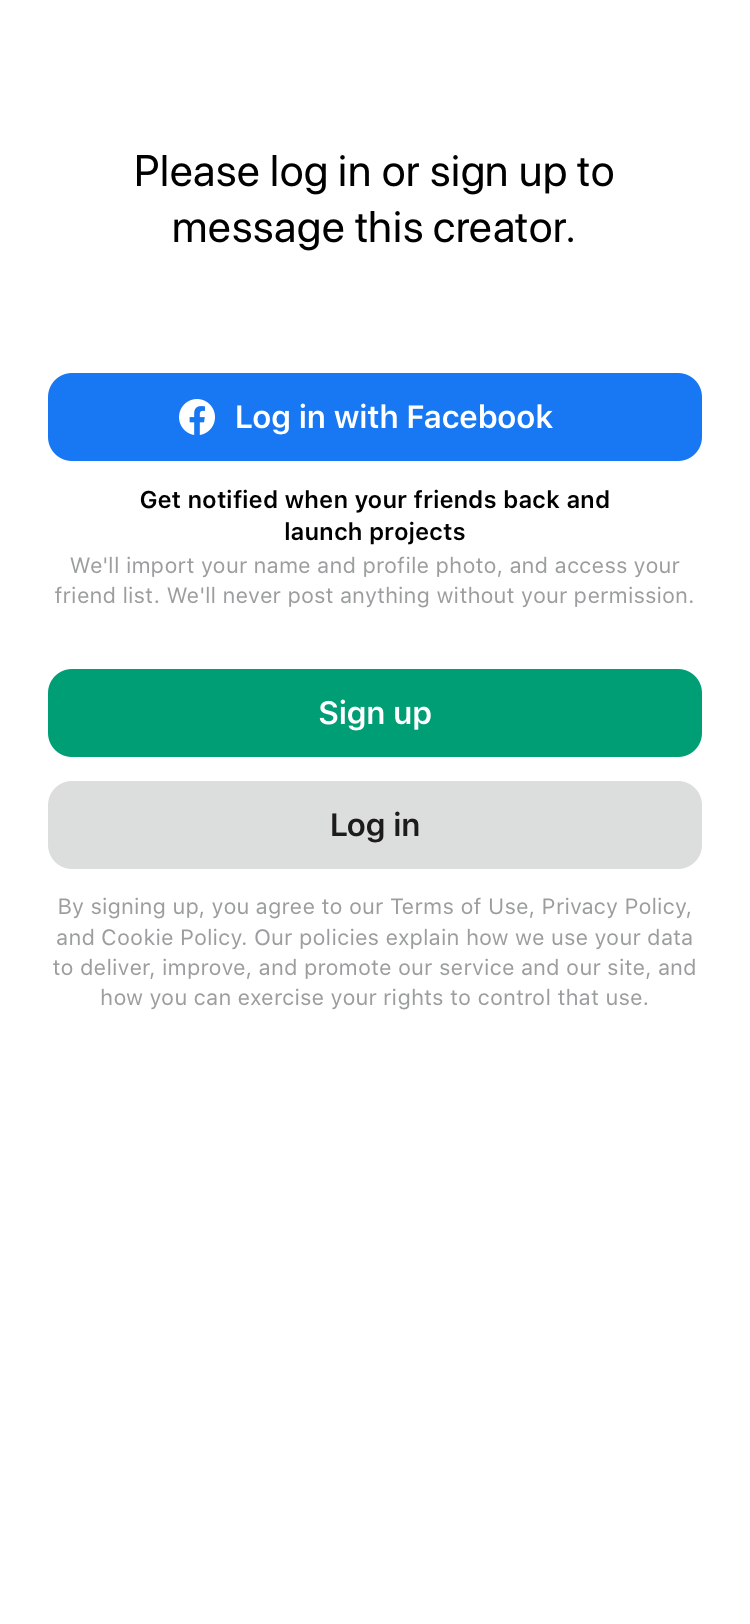 Please log in or sign up to
message this creator.
Log in with Facebook
Get notified when your friends back and
launch projects
We'll import your name and profile photo, and access your
friend list. We'll never post anything without your permission.
Sign up
Log in
By signing up, you agree to our Terms of Use, Privacy Policy,
and Cookie Policy. Our policies explain how we use your data
to deliver, improve, and promote our service and our site, and
how you can exercise your rights to control that use.